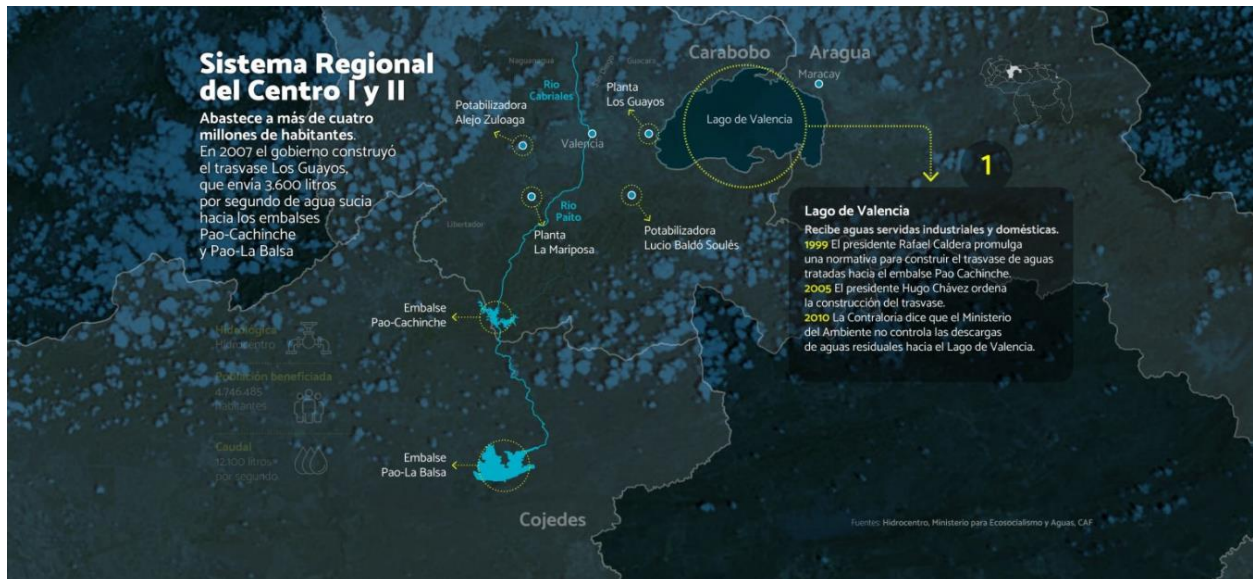 Sistema Regional
del Centro I y II
Abastece a más de cuatro
millones de habitantes.
En 2007 el gobierno construyó
el trasvase Los Guayos,
que envía 3.600 litros
por segundo de agua sucia
hacia los embalses
Pao-Cachinche
y Pao-La Balsa
Hidrológica
Hidrocentro
Población beneficiada
4.746.485
habitantes
Caudal
12.100 litros
por segundo
Naguanagua
Guacara
Río
Cabriales
Potabilizadora
Alejo Zuloaga
Planta
Los Guayos
Valencia
Carabobo
Aragua
Maracay
Lago de Valencia
Libertador
Río
Paito
Planta
La Mariposa
Potabilizadora
Lucio Baldó Soulés
Embalse
Pao-Cachinche
Embalse
Pao-La Balsa
Cojedes
1
Lago de Valencia
Recibe aguas servidas industriales y domésticas.
1999 El presidente Rafael Caldera promulga
una normativa para construir el trasvase de aguas
tratadas hacia el embalse Pao Cachinche.
2005 El presidente Hugo Chávez ordena
la construcción del trasvase.
2010 La Contraloría dice que el Ministerio
del Ambiente no controla las descargas
de aguas residuales hacia el Lago de Valencia.
Fuentes: Hidrocentro, Ministerio para Ecosocialismo y Aguas, CAF